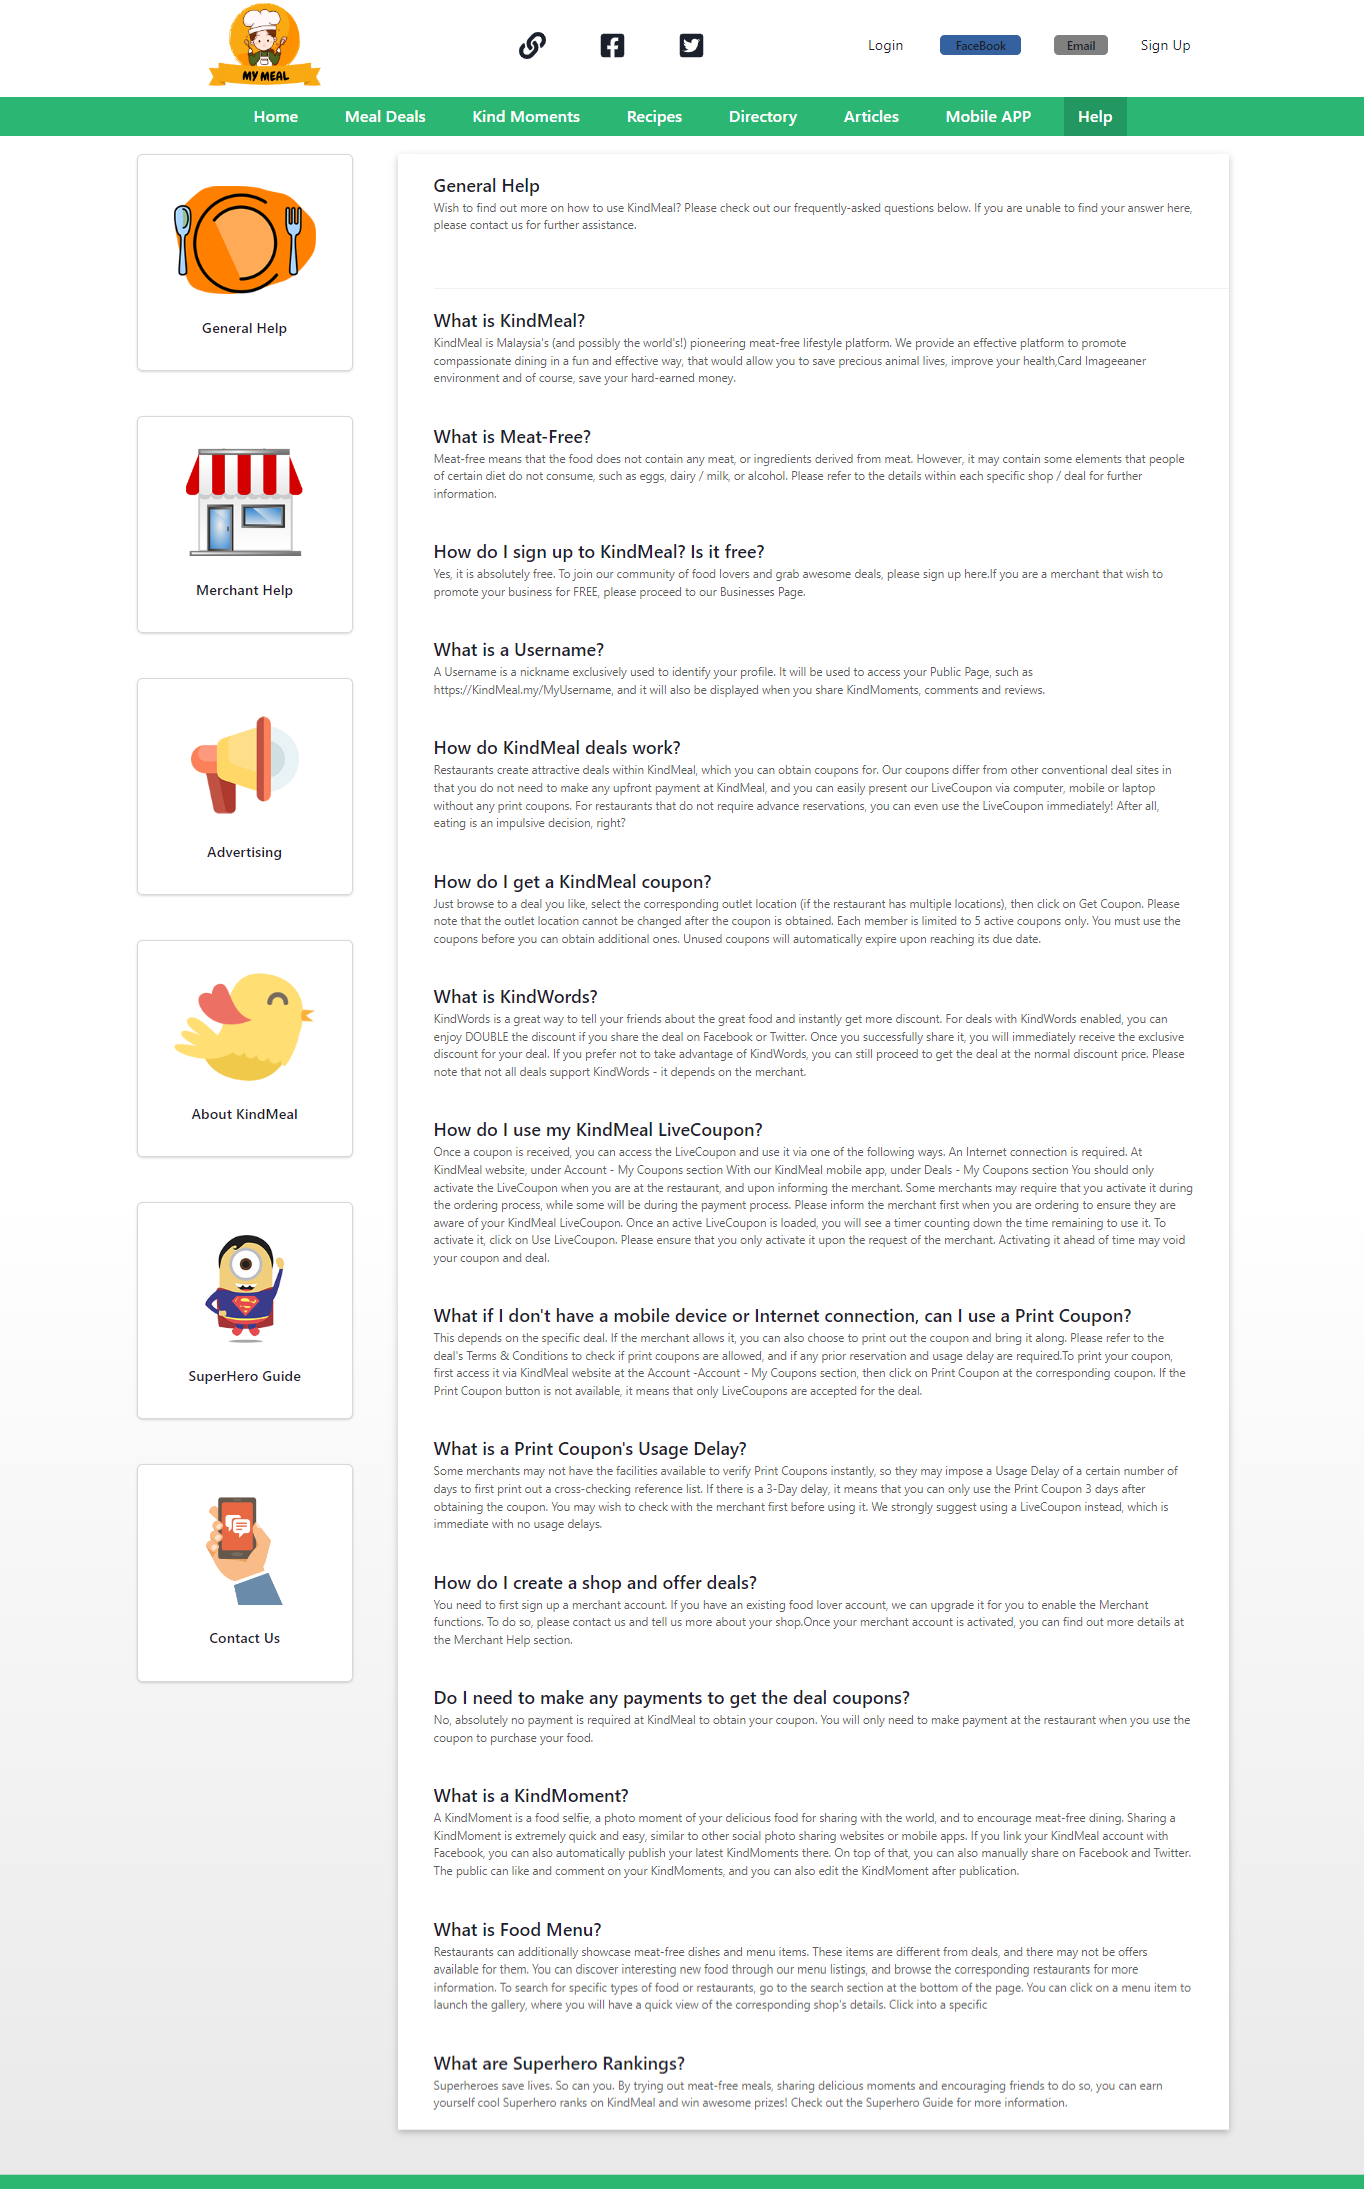 MY MEAL
Login
FaceBook
Email
Sign Up
Home
Meal Deals
Kind Moments
Recipes
Directory
Articles
Mobile APP
Help
General Help
Merchant Help
Advertising
About KindMeal
SuperHero Guide
Contact Us
General Help
Wish to find out more on how to use KindMeal? Please check out our frequently-asked questions below. If you are unable to find your answer here,
please contact us for further assistance.
What is KindMeal?
KindMeal is Malaysia's (and possibly the world's!) pioneering meat-free lifestyle platform. We provide an effective platform to promote
compassionate dining in a fun and effective way, that would allow you to save precious animal lives, improve your health,Card Imageeaner
environment and of course, save your hard-earned money.
What is Meat-Free?
Meat-free means that the food does not contain any meat, or ingredients derived from meat. However, it may contain some elements that people
of certain diet do not consume, such as eggs, dairy / milk, or alcohol. Please refer to the details within each specific shop / deal for further
information.
How do I sign up to KindMeal? Is it free?
Yes, it is absolutely free. To join our community of food lovers and grab awesome deals, please sign up here.If you are a merchant that wish to
promote your business for FREE, please proceed to our Businesses Page.
What is a Username?
A Username is a nickname exclusively used to identify your profile. It will be used to access your Public Page, such as
https://KindMeal.my/MyUsername, and it will also be displayed when you share KindMoments, comments and reviews.
How do KindMeal deals work?
Restaurants create attractive deals within KindMeal, which you can obtain coupons for. Our coupons differ from other conventional deal sites in
that you do not need to make any upfront payment at KindMeal, and you can easily present our LiveCoupon via computer, mobile or laptop
without any print coupons. For restaurants that do not require advance reservations, you can even use the LiveCoupon immediately! After all,
eating is an impulsive decision, right?
How do I get a KindMeal coupon?
Just browse to a deal you like, select the corresponding outlet location (if the restaurant has multiple locations), then click on Get Coupon. Please
note that the outlet location cannot be changed after the coupon is obtained. Each member is limited to 5 active coupons only. You must use the
coupons before you can obtain additional ones. Unused coupons will automatically expire upon reaching its due date.
What is KindWords?
KindWords is a great way to tell your friends about the great food and instantly get more discount. For deals with KindWords enabled, you can
enjoy DOUBLE the discount if you share the deal on Facebook or Twitter. Once you successfully share it, you will immediately receive the exclusive
discount for your deal. If you prefer not to take advantage of KindWords, you can still proceed to get the deal at the normal discount price. Please
note that not all deals support KindWords - it depends on the merchant.
How do I use my KindMeal LiveCoupon?
Once a coupon is received, you can access the LiveCoupon and use it via one of the following ways. An Internet connection is required. At
KindMeal website, under Account - My Coupons section With our KindMeal mobile app, under Deals - My Coupons section You should only
activate the LiveCoupon when you are at the restaurant, and upon informing the merchant. Some merchants may require that you activate it during
the ordering process, while some will be during the payment process. Please inform the merchant first when you are ordering to ensure they are
aware of your KindMeal LiveCoupon. Once an active LiveCoupon is loaded, you will see a timer counting down the time remaining to use it. To
activate it, click on Use LiveCoupon. Please ensure that you only activate it upon the request of the merchant. Activating it ahead of time may void
your coupon and deal.
What if I don't have a mobile device or Internet connection, can I use a Print Coupon?
This depends on the specific deal. If the merchant allows it, you can also choose to print out the coupon and bring it along. Please refer to the
deal's Terms & Conditions to check if print coupons are allowed, and if any prior reservation and usage delay are required.To print your coupon,
first access it via KindMeal website at the Account -Account - My Coupons section, then click on Print Coupon at the corresponding coupon. If the
Print Coupon button is not available, it means that only LiveCoupons are accepted for the deal.
What is a Print Coupon's Usage Delay?
Some merchants may not have the facilities available to verify Print Coupons instantly, so they may impose a Usage Delay of a certain number of
days to first print out a cross-checking reference list. If there is a 3-Day delay, it means that you can only use the Print Coupon 3 days after
obtaining the coupon. You may wish to check with the merchant first before using it. We strongly suggest using a LiveCoupon instead, which is
immediate with no usage delays.
How do I create a shop and offer deals?
You need to first sign up a merchant account. If you have an existing food lover account, we can upgrade it for you to enable the Merchant
functions. To do so, please contact us and tell us more about your shop.Once your merchant account is activated, you can find out more details at
the Merchant Help section.
Do I need to make any payments to get the deal coupons?
No, absolutely no payment is required at KindMeal to obtain your coupon. You will only need to make payment at the restaurant when you use the
coupon to purchase your food.
What is a KindMoment?
A KindMoment is a food selfie, a photo moment of your delicious food for sharing with the world, and to encourage meat-free dining. Sharing a
KindMoment is extremely quick and easy, similar to other social photo sharing websites or mobile apps. If you link your KindMeal account with
Facebook, you can also automatically publish your latest KindMoments there. On top of that, you can also manually share on Facebook and Twitter.
The public can like and comment on your KindMoments, and you can also edit the KindMoment after publication.
What is Food Menu?
Restaurants can additionally showcase meat-free dishes and menu items. These items are different from deals, and there may not be offers
available for them. You can discover interesting new food through our menu listings, and browse the corresponding restaurants for more
information. To search for specific types of food or restaurants, go to the search section at the bottom of the page. You can click on a menu item to
launch the gallery, where you will have a quick view of the corresponding shop's details. Click into a specific
What are Superhero Rankings?
Superheroes save lives. So can you. By trying out meat-free meals, sharing delicious moments and encouraging friends to do so, you can earn
yourself cool Superhero ranks on KindMeal and win awesome prizes! Check out the Superhero Guide for more information.